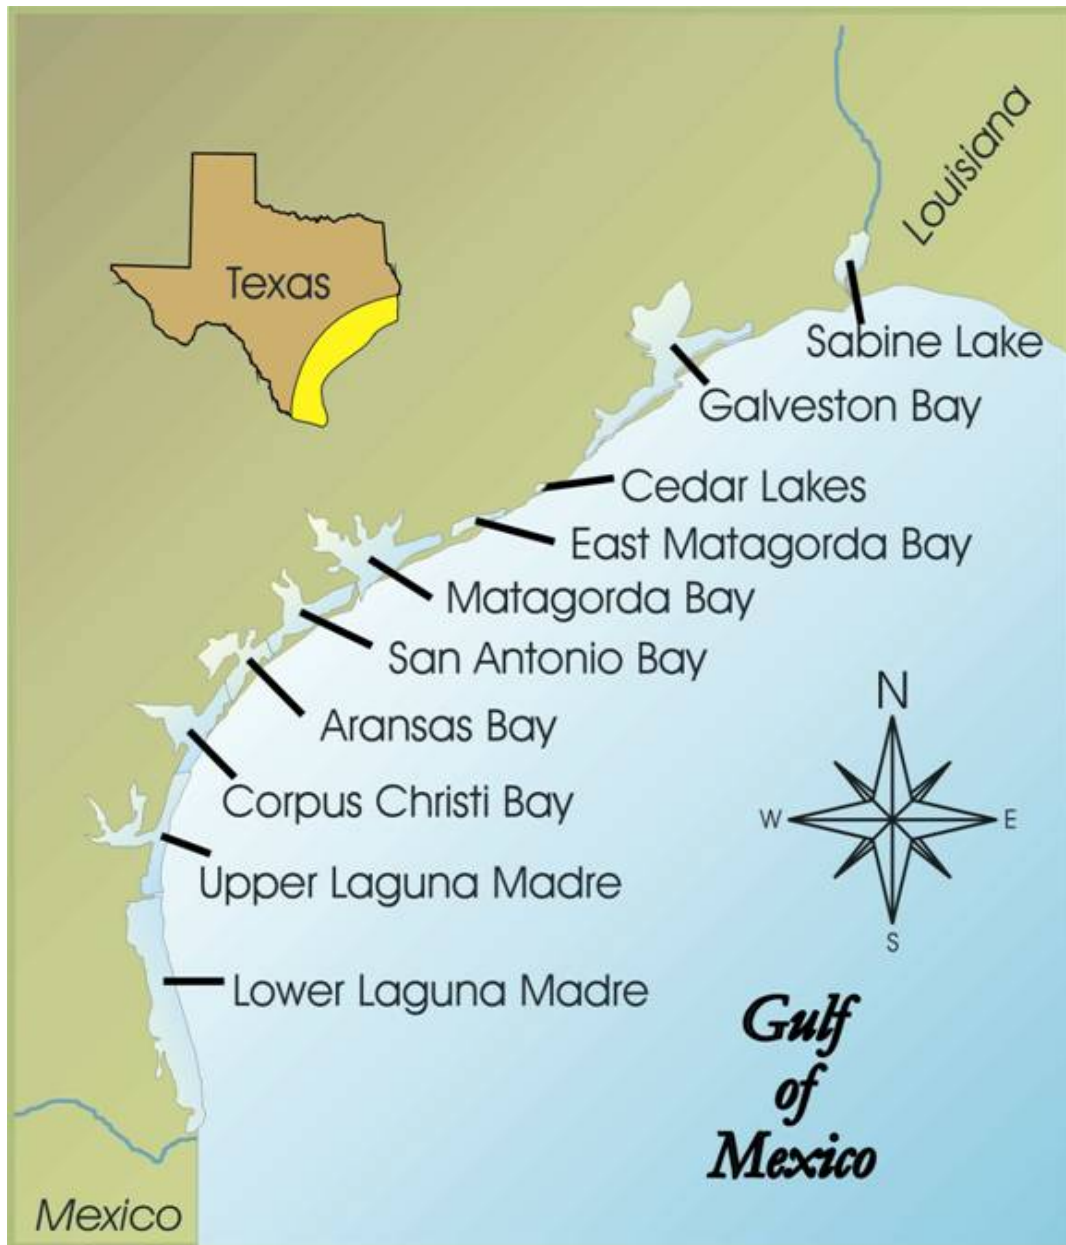 Louisiana
Texas
Sabine Lake
Galveston Bay
Cedar Lakes
East Matagorda Bay
Matagorda Bay
San Antonio Bay
Aransas Bay
Corpus Christi Bay
Upper Laguna Madre
Lower Laguna Madre
N
W
E
S
Gulf
of
Mexico
Mexico